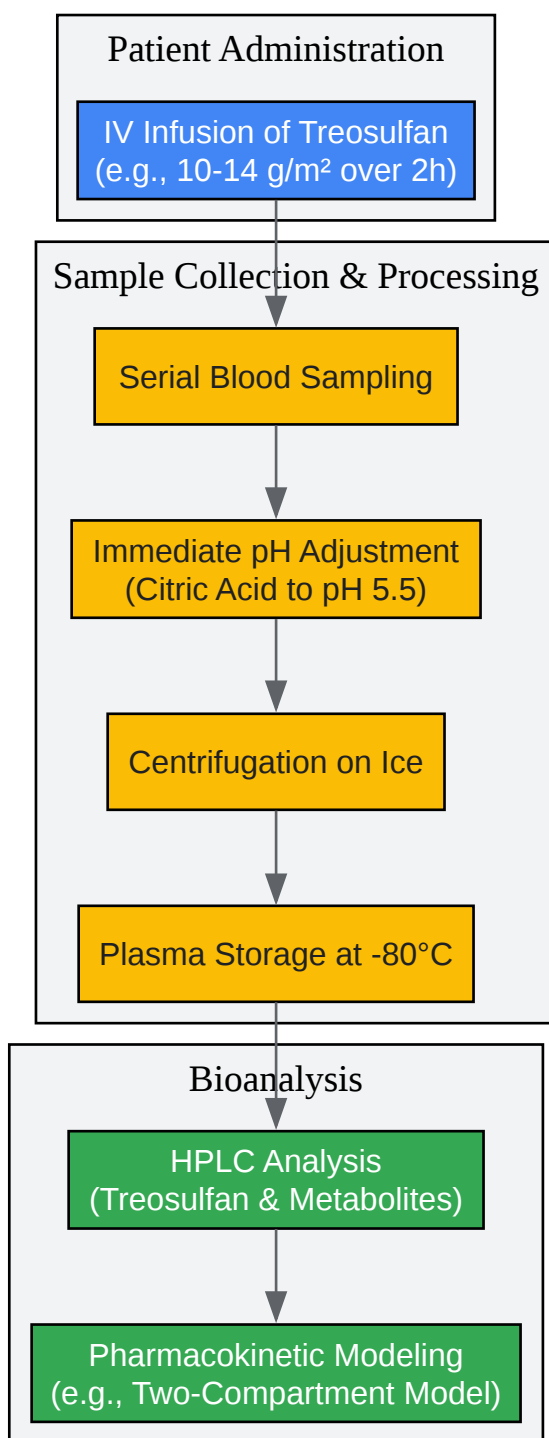 Patient Administration
IV Infusion of Treosulfan
(e.g., 10-14 g/m² over 2h)
Sample Collection & Processing
Serial Blood Sampling
Immediate pH Adjustment
(Citric Acid to pH 5.5)
Centrifugation on Ice
Plasma Storage at -80°C
Bioanalysis
HPLC Analysis
(Treosulfan & Metabolites)
Pharmacokinetic Modeling
(e.g., Two-Compartment Model)